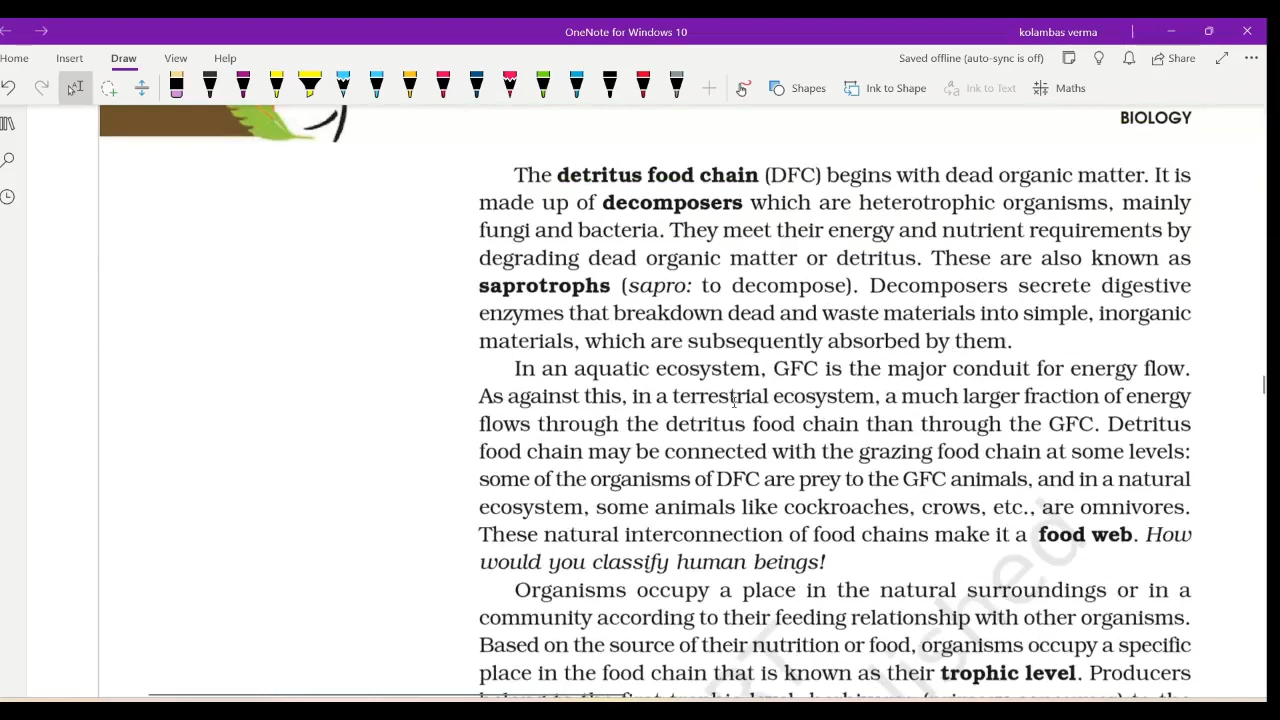 OneNote for Windows 10
kolambas verma
Home Insert Draw View Help
Saved offline (auto-sync is off) Share
Shapes Ink to Shape Ink to Text Maths
BIOLOGY
The detritus food chain (DFC) begins with dead organic matter. It is
made up of decomposers which are heterotrophic organisms, mainly
fungi and bacteria. They meet their energy and nutrient requirements by
degrading dead organic matter or detritus. These are also known as
saprotrophs (sapro: to decompose). Decomposers secrete digestive
enzymes that breakdown dead and waste materials into simple, inorganic
materials, which are subsequently absorbed by them.
In an aquatic ecosystem, GFC is the major conduit for energy flow.
As against this, in a terrestrial ecosystem, a much larger fraction of energy
flows through the detritus food chain than through the GFC. Detritus
food chain may be connected with the grazing food chain at some levels:
some of the organisms of DFC are prey to the GFC animals, and in a natural
ecosystem, some animals like cockroaches, crows, etc., are omnivores.
These natural interconnection of food chains make it a food web. How
would you classify human beings!
Organisms occupy a place in the natural surroundings or in a
community according to their feeding relationship with other organisms.
Based on the source of their nutrition or food, organisms occupy a specific
place in the food chain that is known as their trophic level. Producers